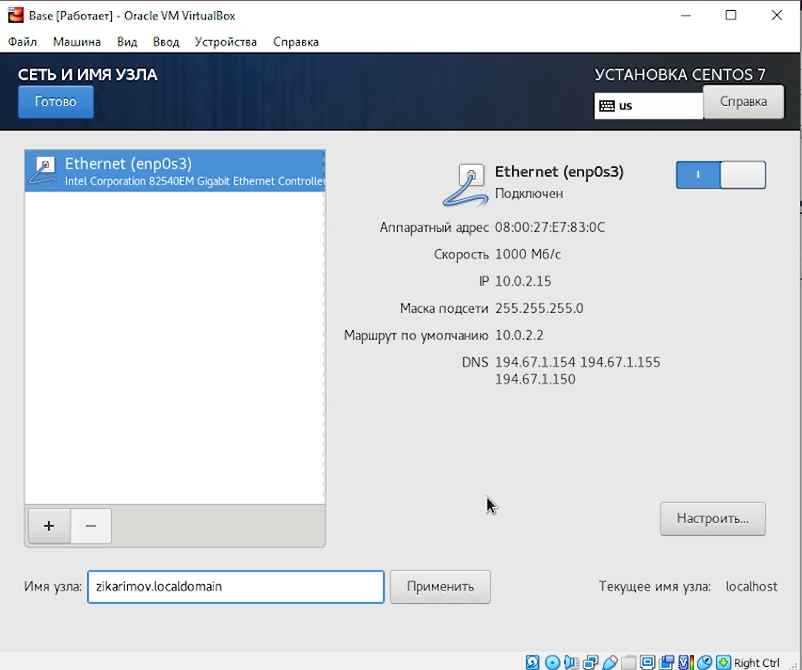 Base [Работает] - Oracle VM VirtualBox
Файл Машина Вид Ввод Устройства Справка
СЕТЬ И ИМЯ УЗЛА
УСТАНОВКА CENTOS 7
Готово
us
Справка
Ethernet (enp0s3)
Intel Corporation 82540EM Gigabit Ethernet Controller
Ethernet (enp0s3)
Подключен
Аппаратный адрес 08:00:27:E7:83:0C
Скорость 1000 Мб/с
IP 10.0.2.15
Маска подсети 255.255.255.0
Маршрут по умолчанию 10.0.2.2
DNS 194.67.1.154 194.67.1.155
194.67.1.150
+ −
Настроить...
Имя узла: zikarimov.localdomain Применить Текущее имя узла: localhost
Right Ctrl